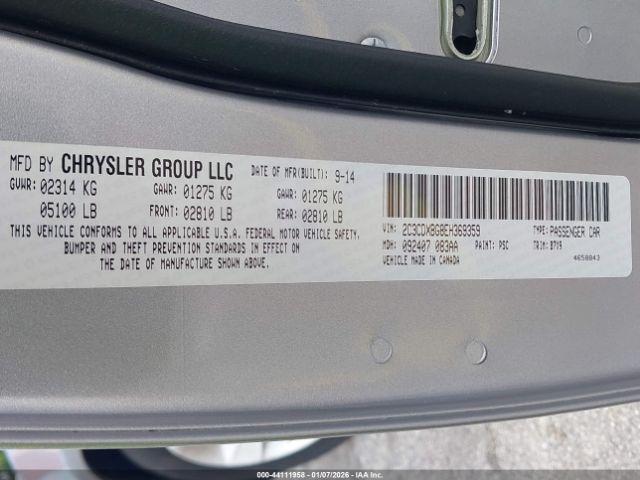 MFD BY CHRYSLER GROUP LLC DATE OF MFR(BUILT): 9-14
GVWR: 02314 KG GAWR: 01275 KG GAWR: 01275 KG
05100 LB FRONT: 02810 LB REAR: 02810 LB
THIS VEHICLE CONFORMS TO ALL APPLICABLE U.S.A. FEDERAL MOTOR VEHICLE SAFETY,
BUMPER AND THEFT PREVENTION STANDARDS IN EFFECT ON
THE DATE OF MANUFACTURE SHOWN ABOVE.
VIN: 2C3CDXBG8EH369359 TYPE: PASSENGER CAR
MDH: 092407 083AA PAINT: PSC TRIM: B7X9
VEHICLE MADE IN CANADA 4658843
000-44111958 - 01/07/2026 - IAA Inc.